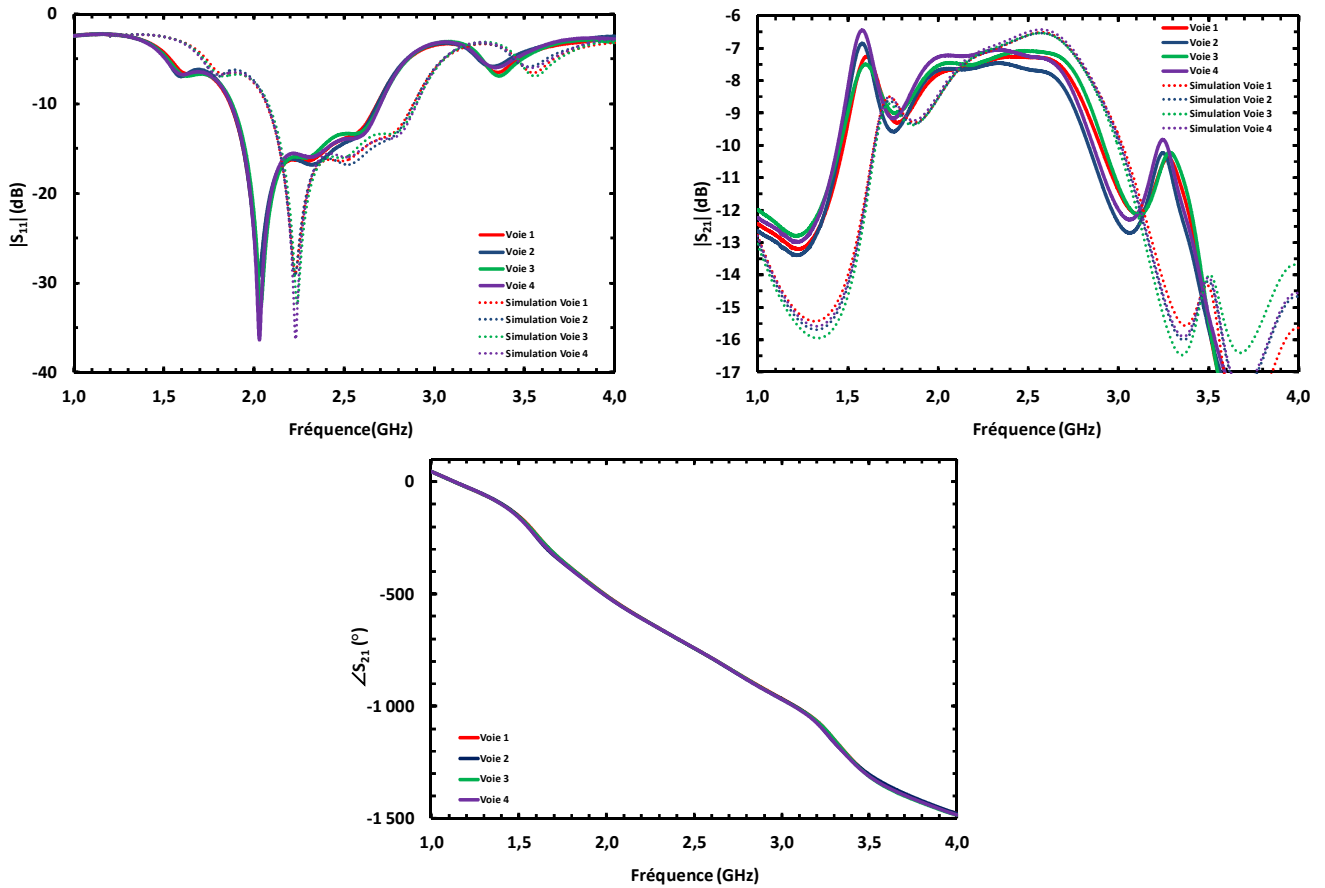 0
-10
-20
-30
-40
|S11| (dB)
1,0 1,5 2,0 2,5 3,0 3,5 4,0
Fréquence(GHz)
Voie 1
Voie 2
Voie 3
Voie 4
Simulation Voie 1
Simulation Voie 2
Simulation Voie 3
Simulation Voie 4
-6
-7
-8
-9
-10
-11
-12
-13
-14
-15
-16
-17
|S21| (dB)
1,0 1,5 2,0 2,5 3,0 3,5 4,0
Fréquence (GHz)
Voie 1
Voie 2
Voie 3
Voie 4
Simulation Voie 1
Simulation Voie 2
Simulation Voie 3
Simulation Voie 4
0
-500
-1 000
-1 500
∠S21 (°)
Voie 1
Voie 2
Voie 3
Voie 4
1,0 1,5 2,0 2,5 3,0 3,5 4,0
Fréquence (GHz)